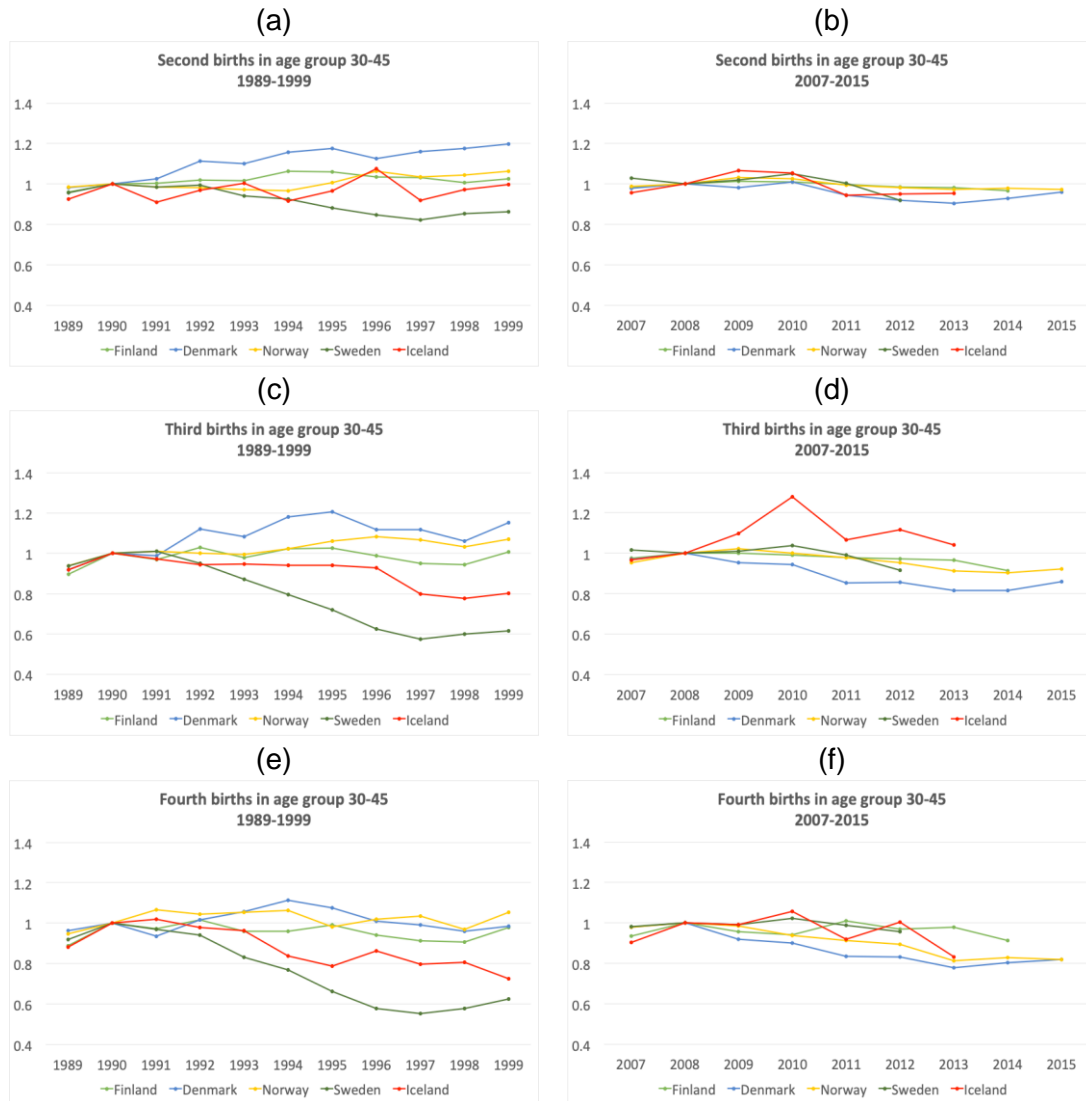 (a)
Second births in age group 30-45
1989-1999
1.4
1.2
1
0.8
0.6
0.4
1989 1990 1991 1992 1993 1994 1995 1996 1997 1998 1999
Finland Denmark Norway Sweden Iceland
(b)
Second births in age group 30-45
2007-2015
1.4
1.2
1
0.8
0.6
0.4
2007 2008 2009 2010 2011 2012 2013 2014 2015
Finland Denmark Norway Sweden Iceland
(c)
Third births in age group 30-45
1989-1999
1.4
1.2
1
0.8
0.6
0.4
1989 1990 1991 1992 1993 1994 1995 1996 1997 1998 1999
Finland Denmark Norway Sweden Iceland
(d)
Third births in age group 30-45
2007-2015
1.4
1.2
1
0.8
0.6
0.4
2007 2008 2009 2010 2011 2012 2013 2014 2015
Finland Denmark Norway Sweden Iceland
(e)
Fourth births in age group 30-45
1989-1999
1.4
1.2
1
0.8
0.6
0.4
1989 1990 1991 1992 1993 1994 1995 1996 1997 1998 1999
Finland Denmark Norway Sweden Iceland
(f)
Fourth births in age group 30-45
2007-2015
1.4
1.2
1
0.8
0.6
0.4
2007 2008 2009 2010 2011 2012 2013 2014 2015
Finland Denmark Norway Sweden Iceland